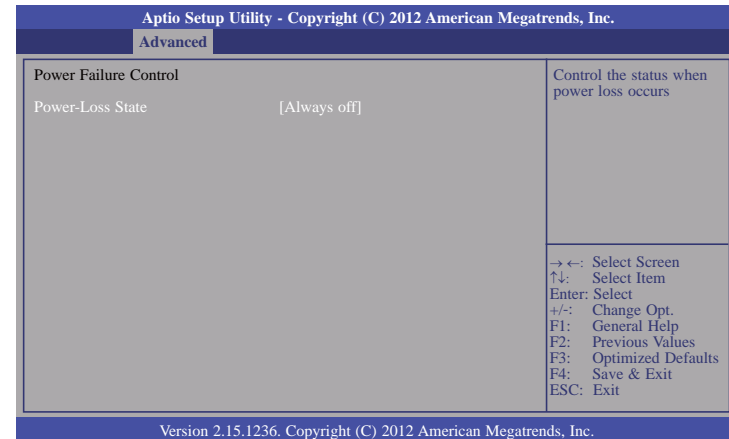 Aptio Setup Utility - Copyright (C) 2012 American Megatrends, Inc.
Advanced
Power Failure Control
Power-Loss State [Always off]
Control the status when
power loss occurs
→ ←: Select Screen
↑↓: Select Item
Enter: Select
+/-: Change Opt.
F1: General Help
F2: Previous Values
F3: Optimized Defaults
F4: Save & Exit
ESC: Exit
Version 2.15.1236. Copyright (C) 2012 American Megatrends, Inc.